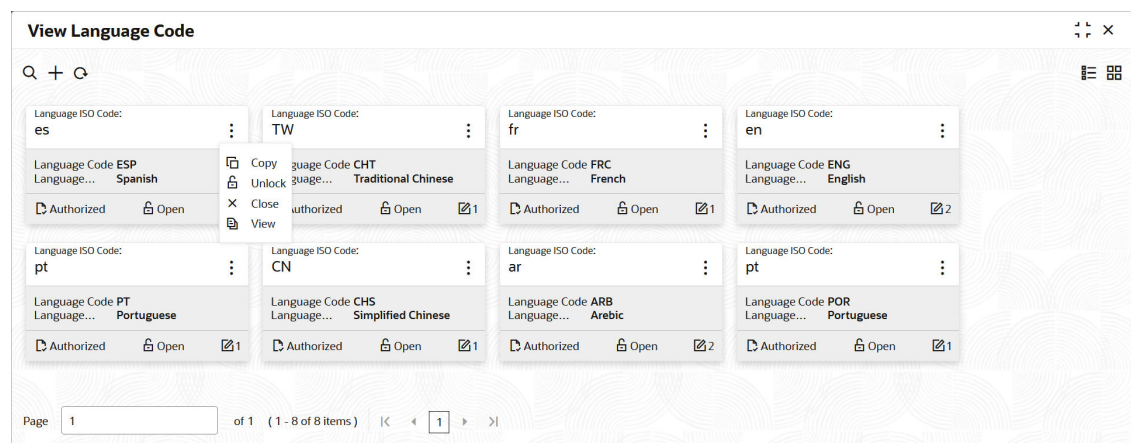 View Language Code
Language ISO Code:
es
Language Code ESP
Language... Spanish
Authorized Open
Copy
Unlock
Close
View
Language ISO Code:
TW
guage Code CHT
guage... Traditional Chinese
uthorized Open 1
Language ISO Code:
fr
Language Code FRC
Language... French
Authorized Open 1
Language ISO Code:
en
Language Code ENG
Language... English
Authorized Open 2
Language ISO Code:
pt
Language Code PT
Language... Portuguese
Authorized Open 1
Language ISO Code:
CN
Language Code CHS
Language... Simplified Chinese
Authorized Open 1
Language ISO Code:
ar
Language Code ARB
Language... Arebic
Authorized Open 2
Language ISO Code:
pt
Language Code POR
Language... Portuguese
Authorized Open 1
Page 1 of 1 ( 1 - 8 of 8 items ) 1